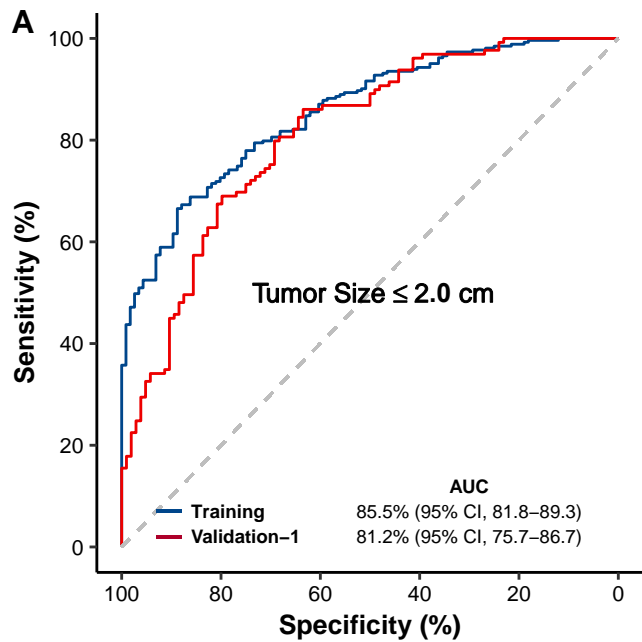 A
Sensitivity (%)
100
80
60
40
20
0
Tumor Size ≤ 2.0 cm
AUC
Training 85.5% (95% CI, 81.8–89.3)
Validation−1 81.2% (95% CI, 75.7–86.7)
100 80 60 40 20 0
Specificity (%)